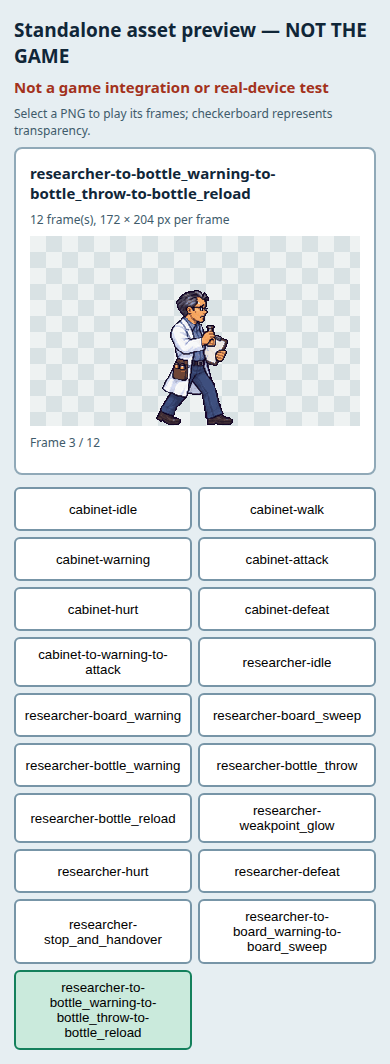 Standalone asset preview — NOT THE
GAME
Not a game integration or real-device test
Select a PNG to play its frames; checkerboard represents
transparency.
researcher-to-bottle_warning-to-
bottle_throw-to-bottle_reload
12 frame(s), 172 × 204 px per frame
Frame 3 / 12
cabinet-idle
cabinet-walk
cabinet-warning
cabinet-attack
cabinet-hurt
cabinet-defeat
cabinet-to-warning-to-
attack
researcher-idle
researcher-board_warning
researcher-board_sweep
researcher-bottle_warning
researcher-bottle_throw
researcher-bottle_reload
researcher-
weakpoint_glow
researcher-hurt
researcher-defeat
researcher-
stop_and_handover
researcher-to-
board_warning-to-
board_sweep
researcher-to-
bottle_warning-to-
bottle_throw-to-
bottle_reload